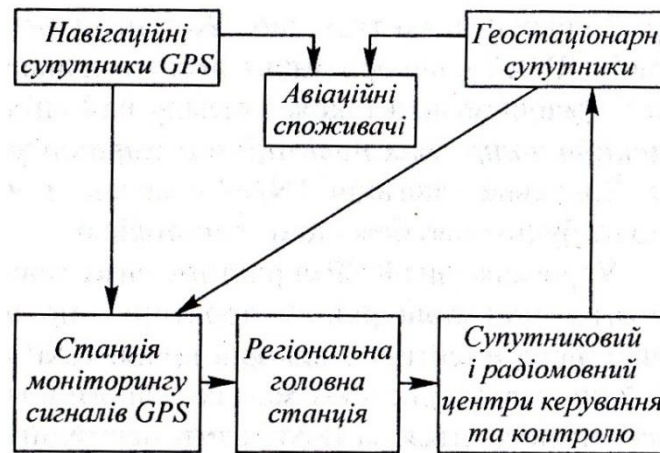 Навігаційні
супутники GPS
Геостаціонарні
супутники
Авіаційні
споживачі
Станція
моніторингу
сигналів GPS
Регіональна
головна
станція
Супутниковий
і радіомовний
центри керування
та контролю